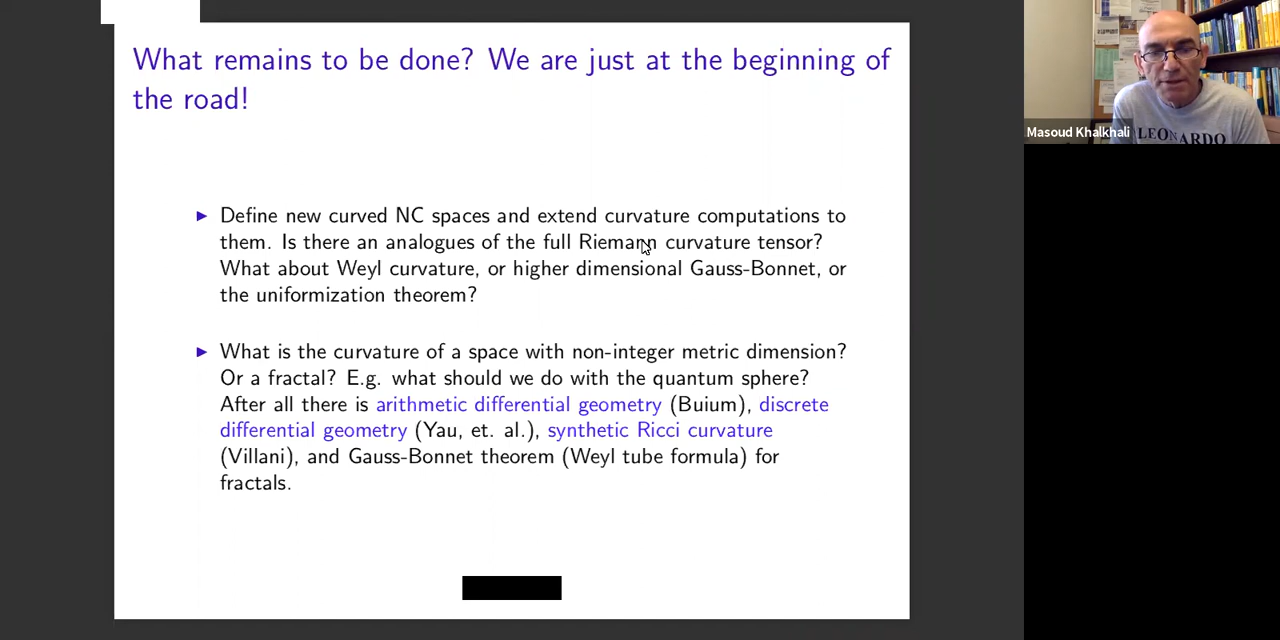 What remains to be done? We are just at the beginning of
the road!
Define new curved NC spaces and extend curvature computations to
them. Is there an analogues of the full Riemann curvature tensor?
What about Weyl curvature, or higher dimensional Gauss-Bonnet, or
the uniformization theorem?
What is the curvature of a space with non-integer metric dimension?
Or a fractal? E.g. what should we do with the quantum sphere?
After all there is arithmetic differential geometry (Buium), discrete
differential geometry (Yau, et. al.), synthetic Ricci curvature
(Villani), and Gauss-Bonnet theorem (Weyl tube formula) for
fractals.
Masoud Khalkhali
LEONARDO